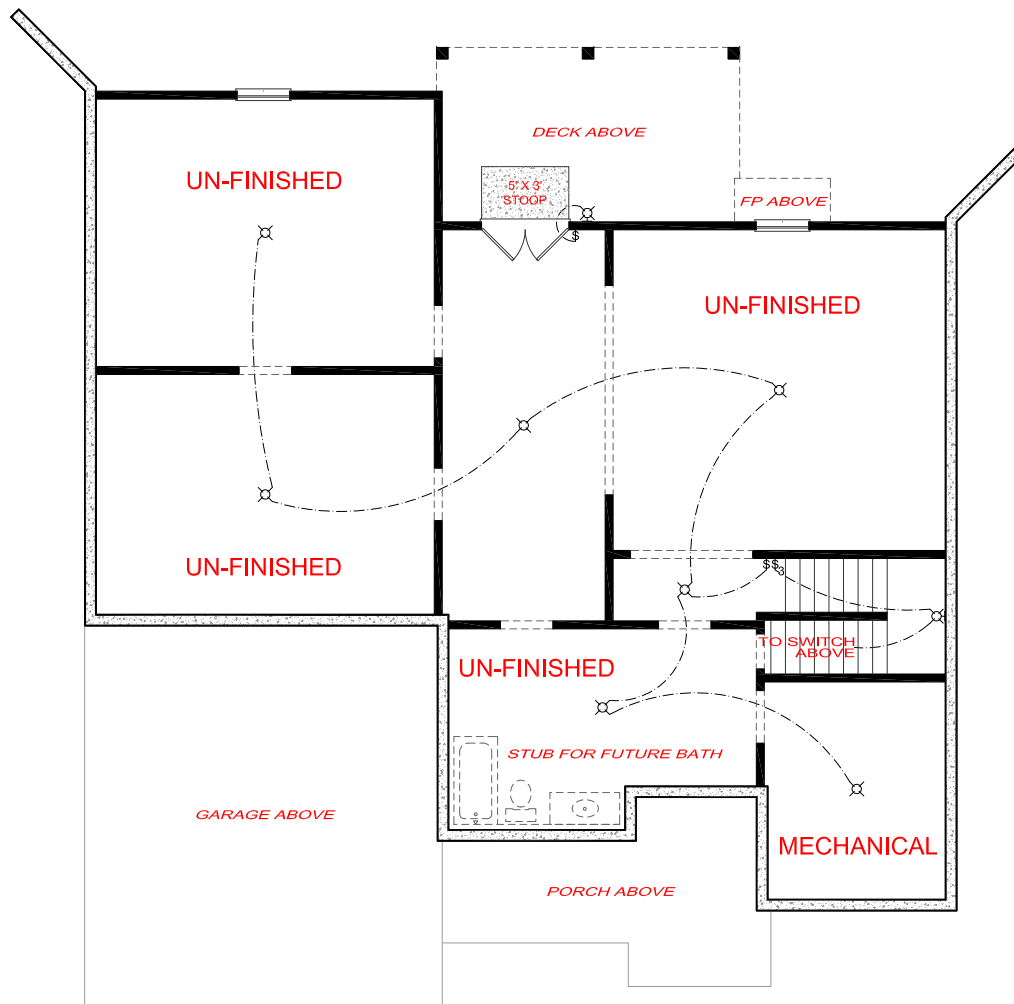 DECK ABOVE
UN-FINISHED
5' X 3'
STOOP
FP ABOVE
$
UN-FINISHED
UN-FINISHED
$$3
TO SWITCH
ABOVE
UN-FINISHED
STUB FOR FUTURE BATH
GARAGE ABOVE
MECHANICAL
PORCH ABOVE